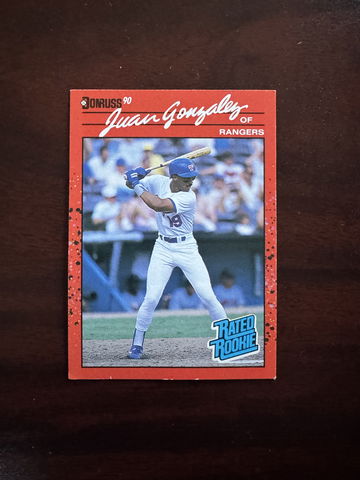 DONRUSS '90
Juan Gonzalez
OF
RANGERS
19
RATED
ROOKIE